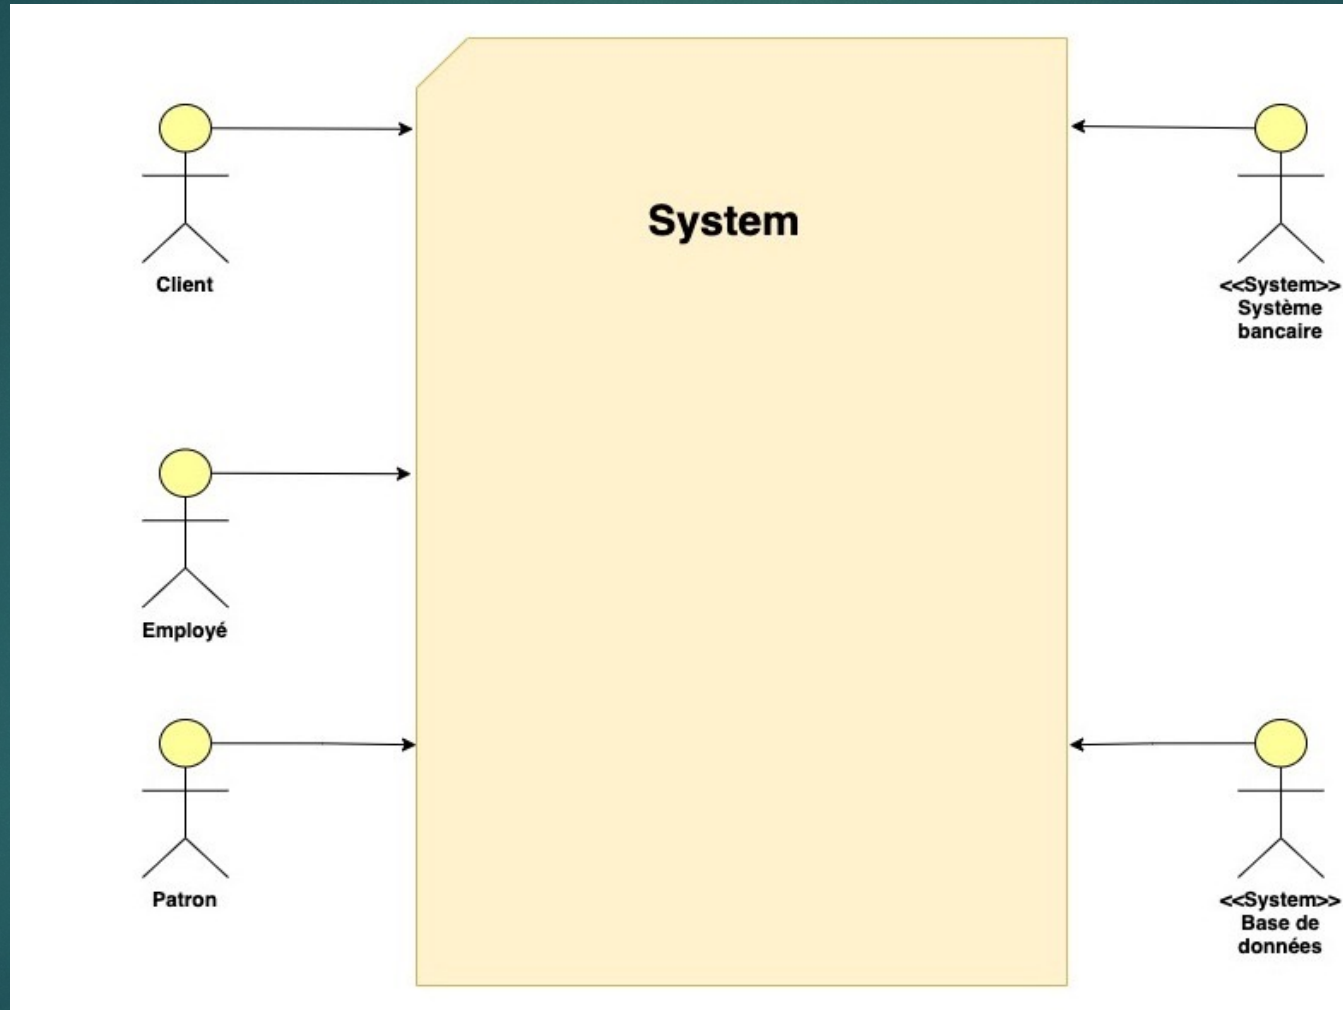 System
Client
<<System>>
Système
bancaire
Employé
Patron
<<System>>
Base de
données